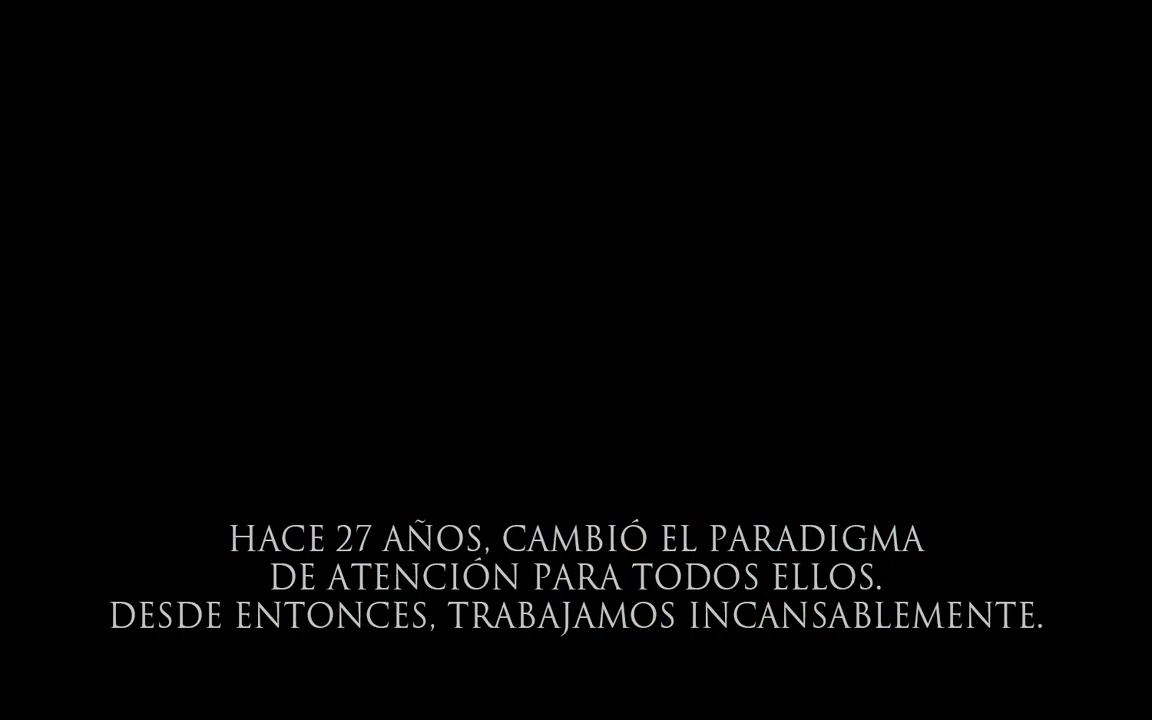 HACE 27 AÑOS, CAMBIÓ EL PARADIGMA
DE ATENCIÓN PARA TODOS ELLOS.
DESDE ENTONCES, TRABAJAMOS INCANSABLEMENTE.